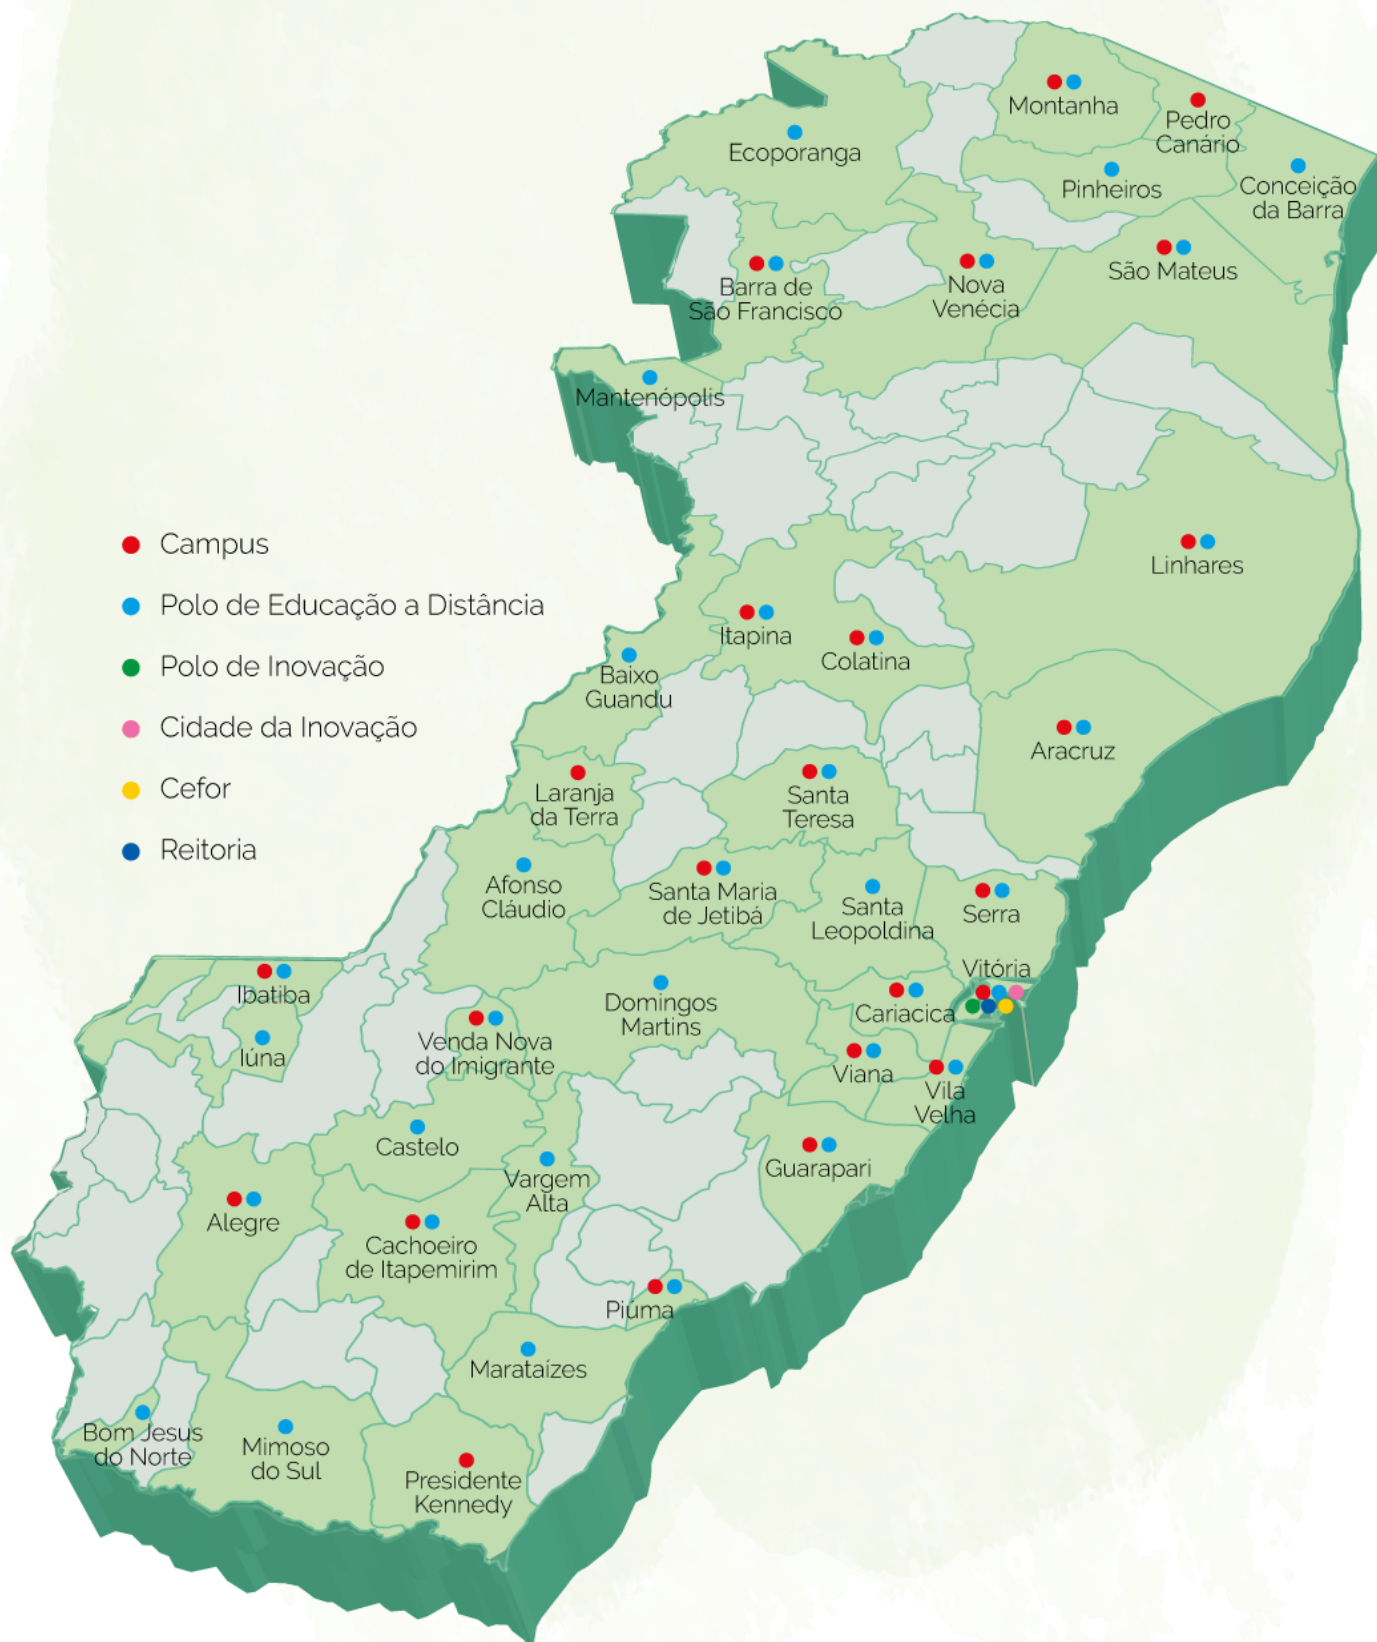 Montanha
Pedro
Canário
Ecoporanga
Pinheiros
Conceição
da Barra
São Mateus
Barra de
São Francisco
Nova
Venécia
Mantenópolis
Campus
Polo de Educação a Distância
Polo de Inovação
Cidade da Inovação
Cefor
Reitoria
Linhares
Itapina
Colatina
Baixo
Guandu
Aracruz
Laranja
da Terra
Santa
Teresa
Afonso
Cláudio
Santa Maria
de Jetibá
Santa
Leopoldina
Serra
Vitória
Ibatiba
Domingos
Martins
Cariacica
Iúna
Venda Nova
do Imigrante
Viana
Vila
Velha
Castelo
Vargem
Alta
Guarapari
Alegre
Cachoeiro
de Itapemirim
Piúma
Marataízes
Bom Jesus
do Norte
Mimoso
do Sul
Presidente
Kennedy